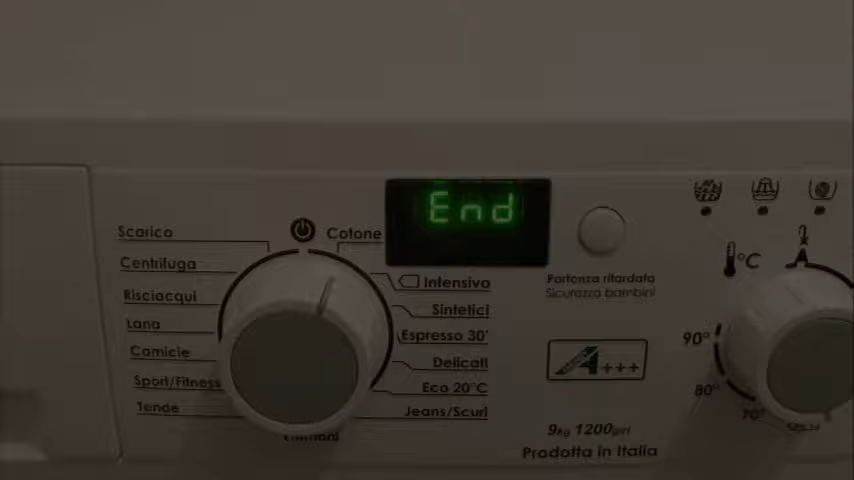 End
Scarico
Cotone
Centrifuga
Intensivo
Risciacqui
Sintetici
Lana
Espresso 30'
Camicie
Delicati
Sport/Fitness
Eco 20°C
Tende
Jeans/Scuri
Partenza ritardata
Sicurezza bambini
A+++
9kg 1200giri
Prodotta in Italia
°C
90°
80°
70°